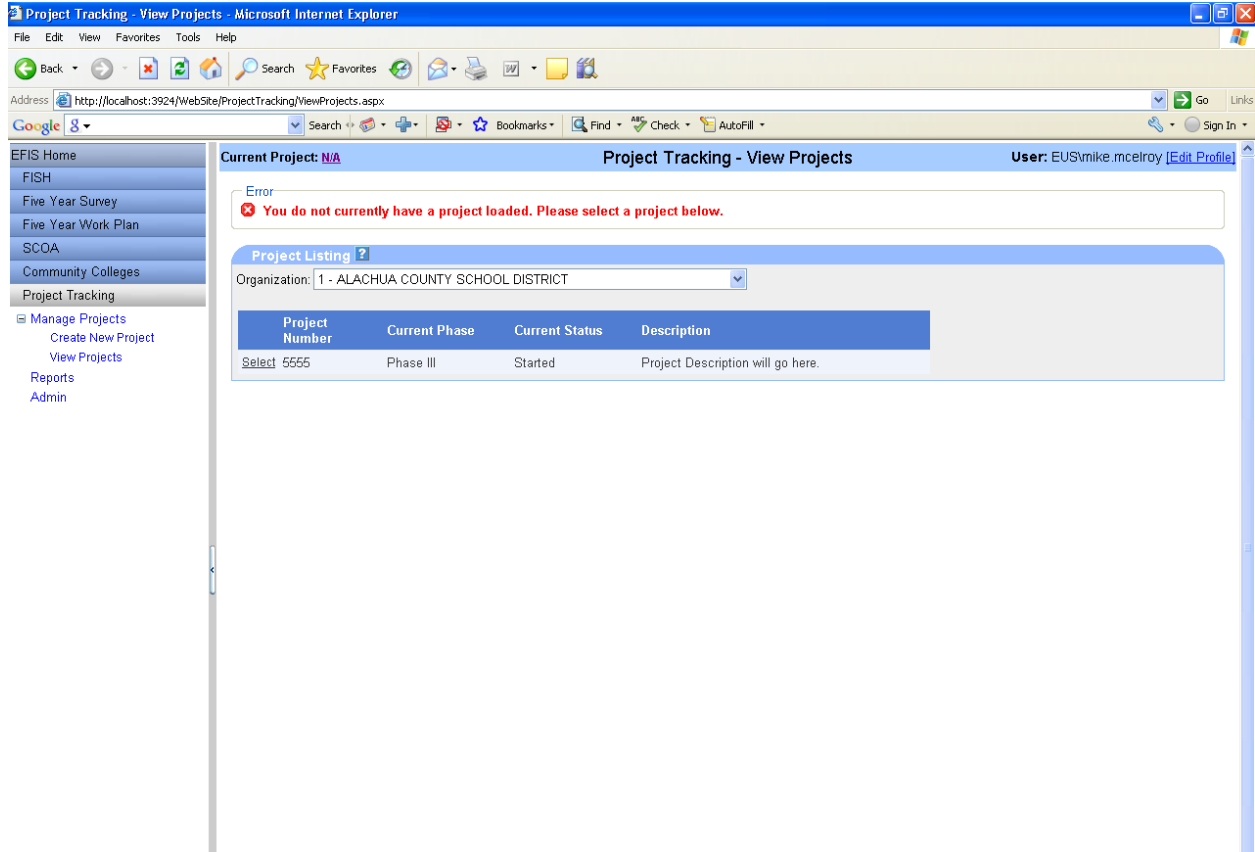 Project Tracking - View Projects - Microsoft Internet Explorer
File Edit View Favorites Tools Help
Back Search Favorites
Address http://localhost:3924/WebSite/ProjectTracking/ViewProjects.aspx Go Links
Google Search Bookmarks Find Check AutoFill Sign In
EFIS Home
FISH
Five Year Survey
Five Year Work Plan
SCOA
Community Colleges
Project Tracking
Manage Projects
Create New Project
View Projects
Reports
Admin
Current Project: N/A Project Tracking - View Projects User: EUS\mike.mcelroy [Edit Profile]
Error
You do not currently have a project loaded. Please select a project below.
Project Listing ?
Organization: 1 - ALACHUA COUNTY SCHOOL DISTRICT
Project Number Current Phase Current Status Description
Select 5555 Phase III Started Project Description will go here.